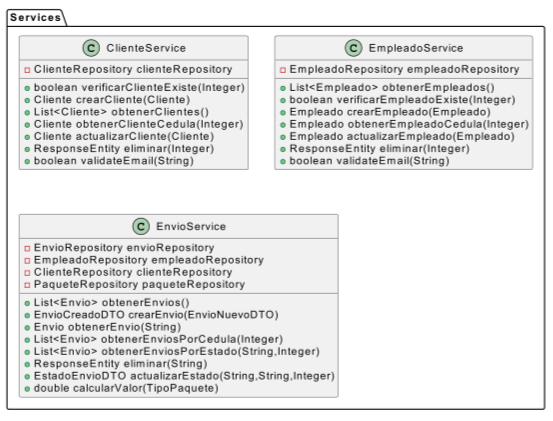 Services
C ClienteService
ClienteRepository clienteRepository
boolean verificarClienteExiste(Integer)
Cliente crearCliente(Cliente)
List<Cliente> obtenerClientes()
Cliente obtenerClienteCedula(Integer)
Cliente actualizarCliente(Cliente)
ResponseEntity eliminar(Integer)
boolean validateEmail(String)
C EmpleadoService
EmpleadoRepository empleadoRepository
List<Empleado> obtenerEmpleados()
boolean verificarEmpleadoExiste(Integer)
Empleado crearEmpleado(Empleado)
Empleado obtenerEmpleadoCedula(Integer)
Empleado actualizarEmpleado(Empleado)
ResponseEntity eliminar(Integer)
boolean validateEmail(String)
C EnvioService
EnvioRepository envioRepository
EmpleadoRepository empleadoRepository
ClienteRepository clienteRepository
PaqueteRepository paqueteRepository
List<Envio> obtenerEnvios()
EnvioCreadoDTO crearEnvio(EnvioNuevoDTO)
Envio obtenerEnvio(String)
List<Envio> obtenerEnviosPorCedula(Integer)
List<Envio> obtenerEnviosPorEstado(String,Integer)
ResponseEntity eliminar(String)
EstadoEnvioDTO actualizarEstado(String,String,Integer)
double calcularValor(TipoPaquete)